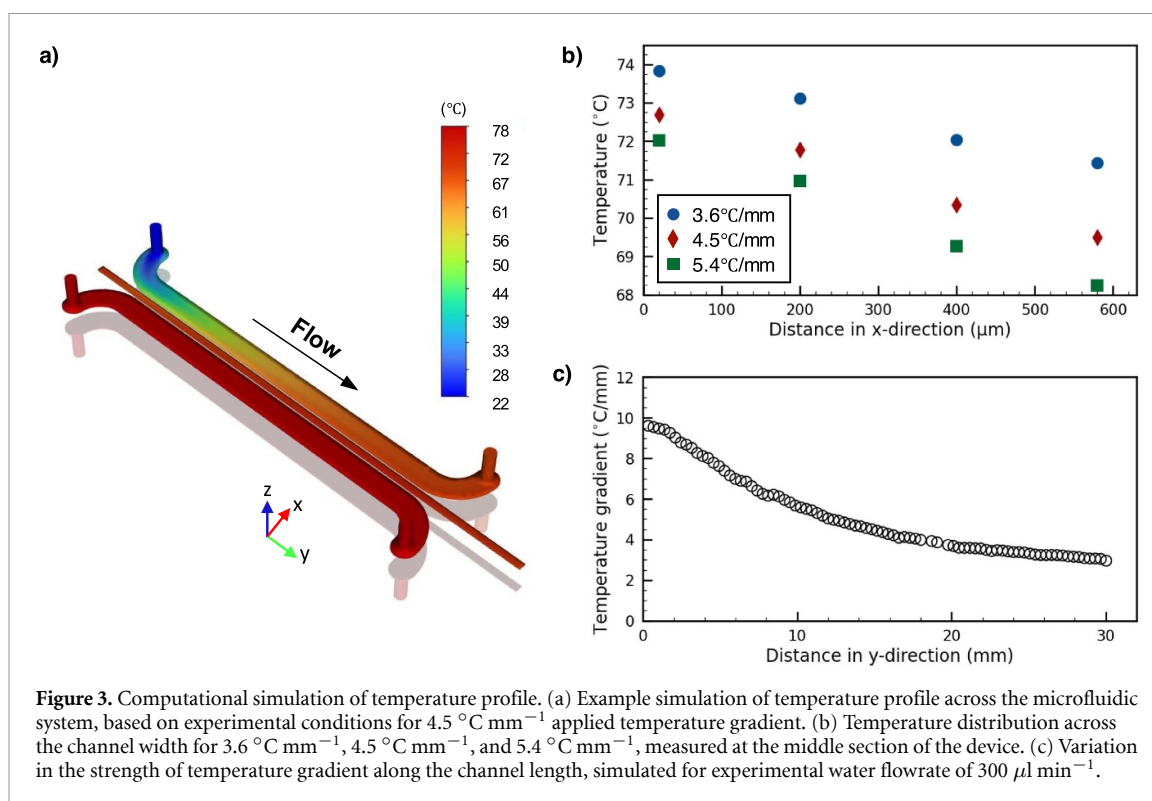 a)
(°C)
78
72
67
61
56
50
44
39
33
28
22
Flow
z
x
y
b)
74
73
72
71
70
69
68
Temperature (°C)
3.6°C/mm
4.5°C/mm
5.4°C/mm
0 100 200 300 400 500 600
Distance in x-direction (μm)
c)
12
10
8
6
4
2
0
Temperature gradient (°C/mm)
0 10 20 30
Distance in y-direction (mm)
Figure 3. Computational simulation of temperature profile. (a) Example simulation of temperature profile across the microfluidic
system, based on experimental conditions for 4.5 °C mm⁻¹ applied temperature gradient. (b) Temperature distribution across
the channel width for 3.6 °C mm⁻¹, 4.5 °C mm⁻¹, and 5.4 °C mm⁻¹, measured at the middle section of the device. (c) Variation
in the strength of temperature gradient along the channel length, simulated for experimental water flowrate of 300 μl min⁻¹.